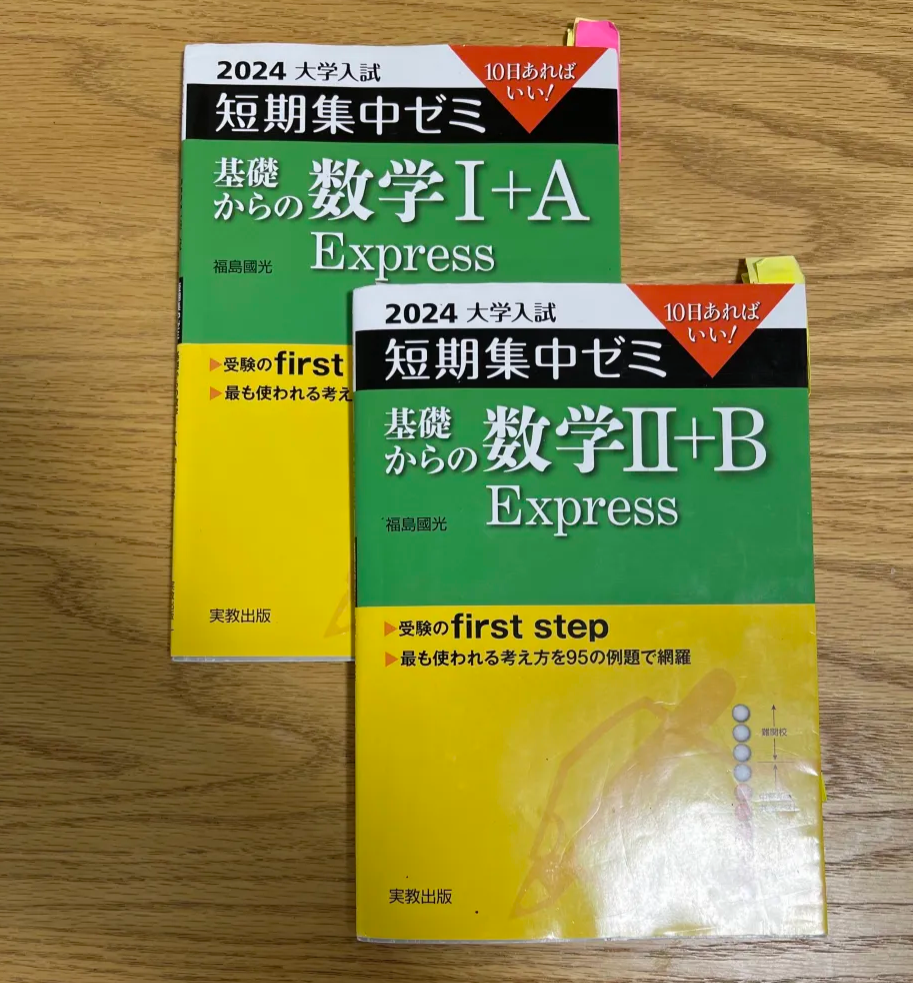 2024 大学入試
10日あれば
いい!
短期集中ゼミ
基礎
からの
数学I+A
Express
福島國光
▶受験のfirst
▶最も使われる考え
実教出版
2024 大学入試
10日あれば
いい!
短期集中ゼミ
基礎
からの
数学Ⅱ+B
Express
福島國光
▶受験のfirst step
▶最も使われる考え方を95の例題で網羅
難関校
実教出版